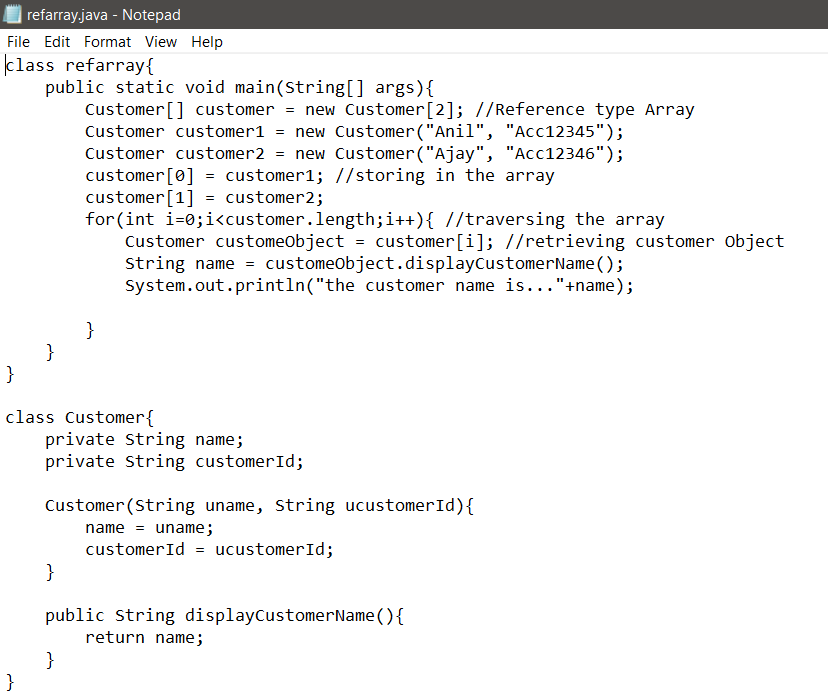 refarray.java - Notepad
File Edit Format View Help
class refarray{
    public static void main(String[] args){
        Customer[] customer = new Customer[2]; //Reference type Array
        Customer customer1 = new Customer("Anil", "Acc12345");
        Customer customer2 = new Customer("Ajay", "Acc12346");
        customer[0] = customer1; //storing in the array
        customer[1] = customer2;
        for(int i=0;i<customer.length;i++){ //traversing the array
            Customer customeObject = customer[i]; //retrieving customer Object
            String name = customeObject.displayCustomerName();
            System.out.println("the customer name is..."+name);

        }
    }
}

class Customer{
    private String name;
    private String customerId;

    Customer(String uname, String ucustomerId){
        name = uname;
        customerId = ucustomerId;
    }

    public String displayCustomerName(){
        return name;
    }
}